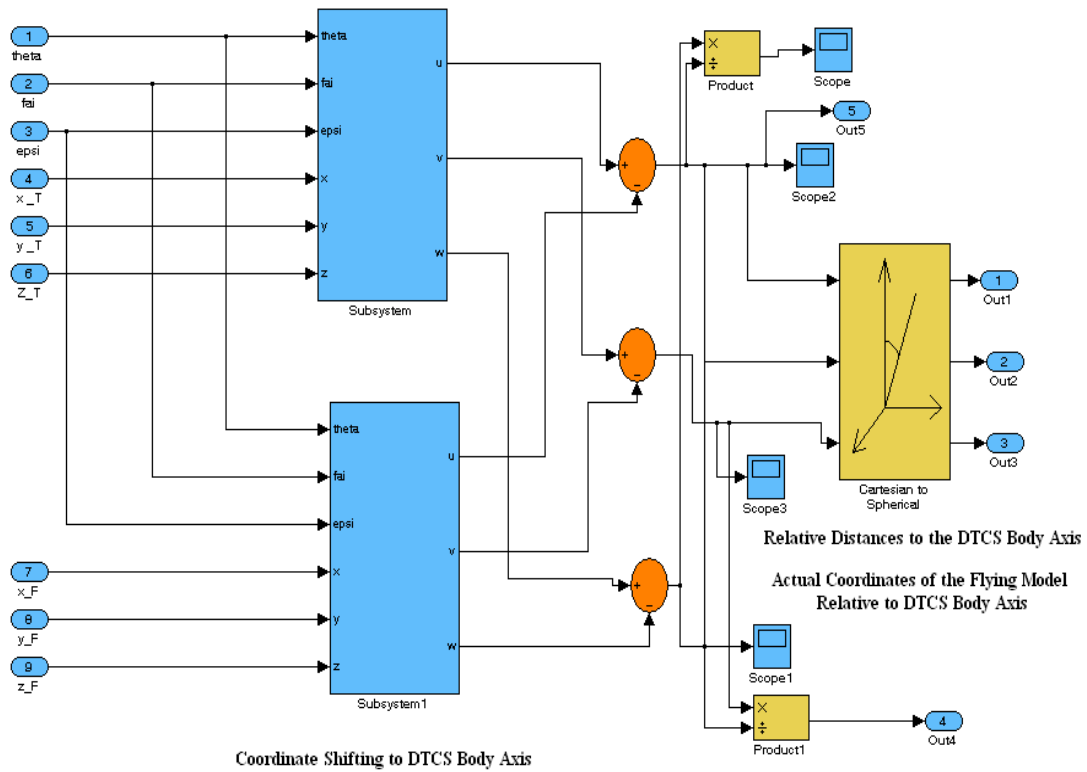 1
theta
2
fai
3
epsi
4
x_T
5
y_T
6
Z_T
theta
fai
epsi
x
y
z
u
v
w
Subsystem
7
x_F
8
y_F
9
z_F
theta
fai
epsi
x
y
z
u
v
w
Subsystem1
+
−
+
−
+
−
×
÷
Product
Scope
5
Out5
Scope2
1
Out1
2
Out2
3
Out3
Cartesian to
Spherical
Scope3
Relative Distances to the DTCS Body Axis
Actual Coordinates of the Flying Model
Relative to DTCS Body Axis
Scope1
×
÷
Product1
4
Out4
Coordinate Shifting to DTCS Body Axis